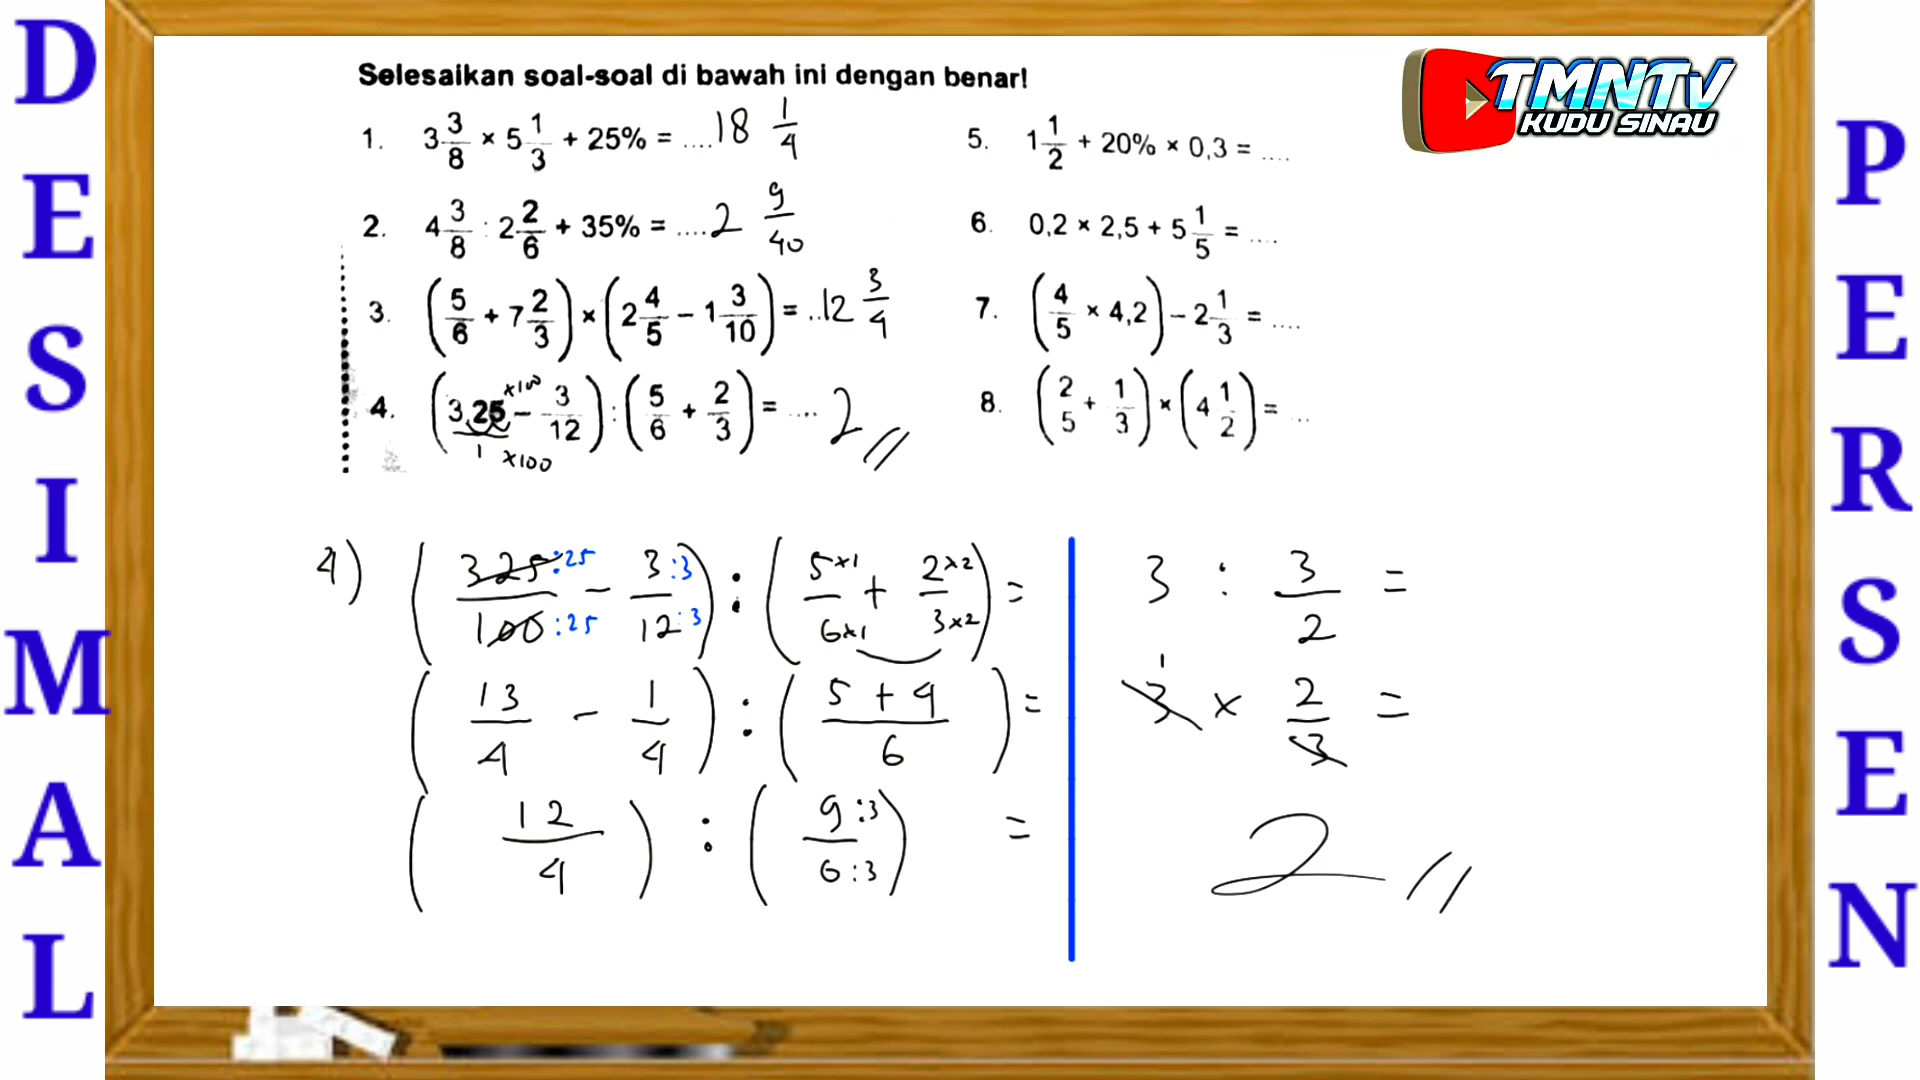 DESIMAL
Selesaikan soal-soal di bawah ini dengan benar!
1. 3 3/8 × 5 1/3 + 25% = ....18 1/4
2. 4 3/8 : 2 2/6 + 35% = ....2 9/40
3. (5/6 + 7 2/3) × (2 4/5 − 1 3/10) = ..12 3/4
4. (3,25 ×100 / 1 ×100 − 3/12) : (5/6 + 2/3) = .... 2 //
5. 1 1/2 + 20% × 0,3 = ....
6. 0,2 × 2,5 + 5 1/5 = ....
7. (4/5 × 4,2) − 2 1/3 = ....
8. (2/5 + 1/3) × (4 1/2) = ...
TMNTV
KUDU SINAU
4) (325:25 / 100:25 − 3:3 / 12:3) : (5×1 / 6×1 + 2×2 / 3×2) =
(13/4 − 1/4) : (5 + 4 / 6) =
(12/4) : (9:3 / 6:3) =
3 : 3/2 =
1
3 × 2/3 =
2 //
PERSEN